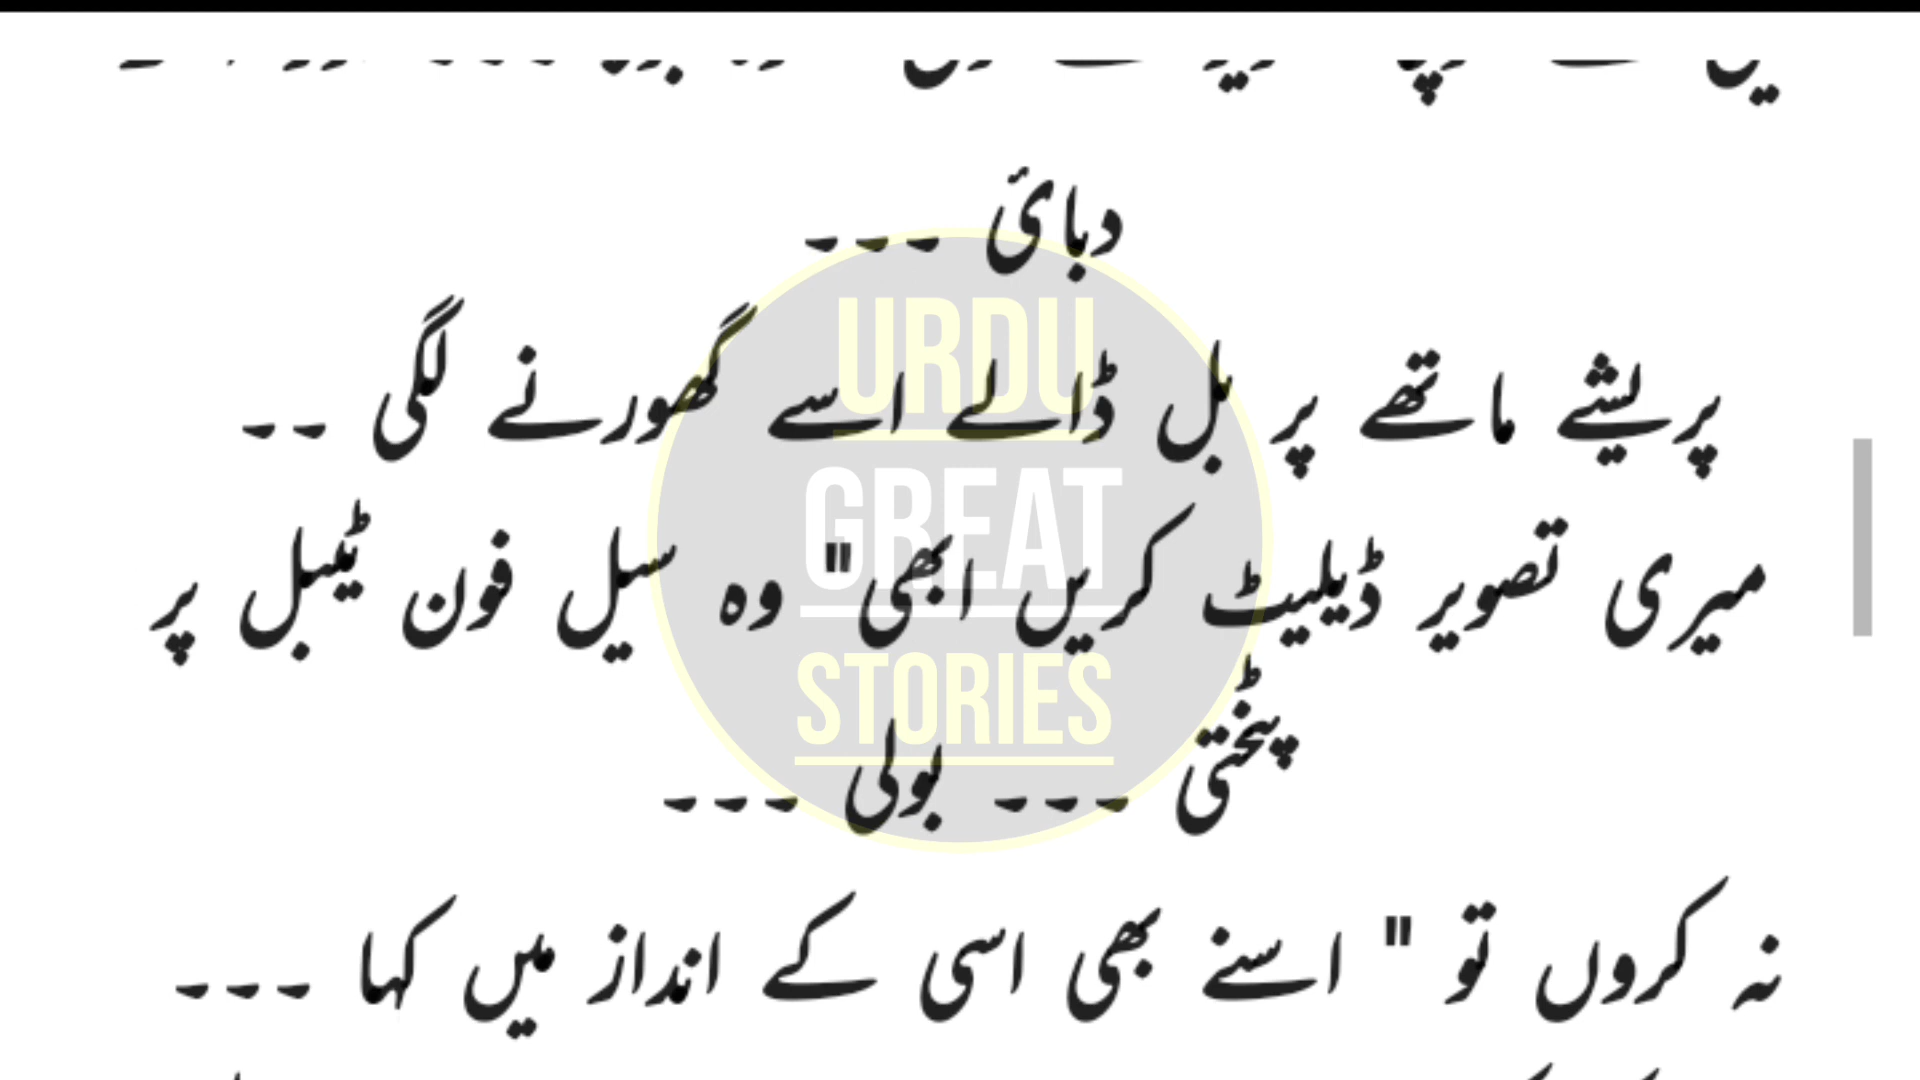 دبائ ۔۔۔
پریشے ماتھے پر بل ڈالے اسے گھورنے لگی ۔۔
میری تصویر ڈیلیٹ کریں ابھی" وہ سیل فون ٹیبل پر
پٹختی ۔۔۔ بولی ۔۔۔
نہ کروں تو " اسنے بھی اسی کے انداز میں کہا ۔۔۔
URDU
GREAT
STORIES